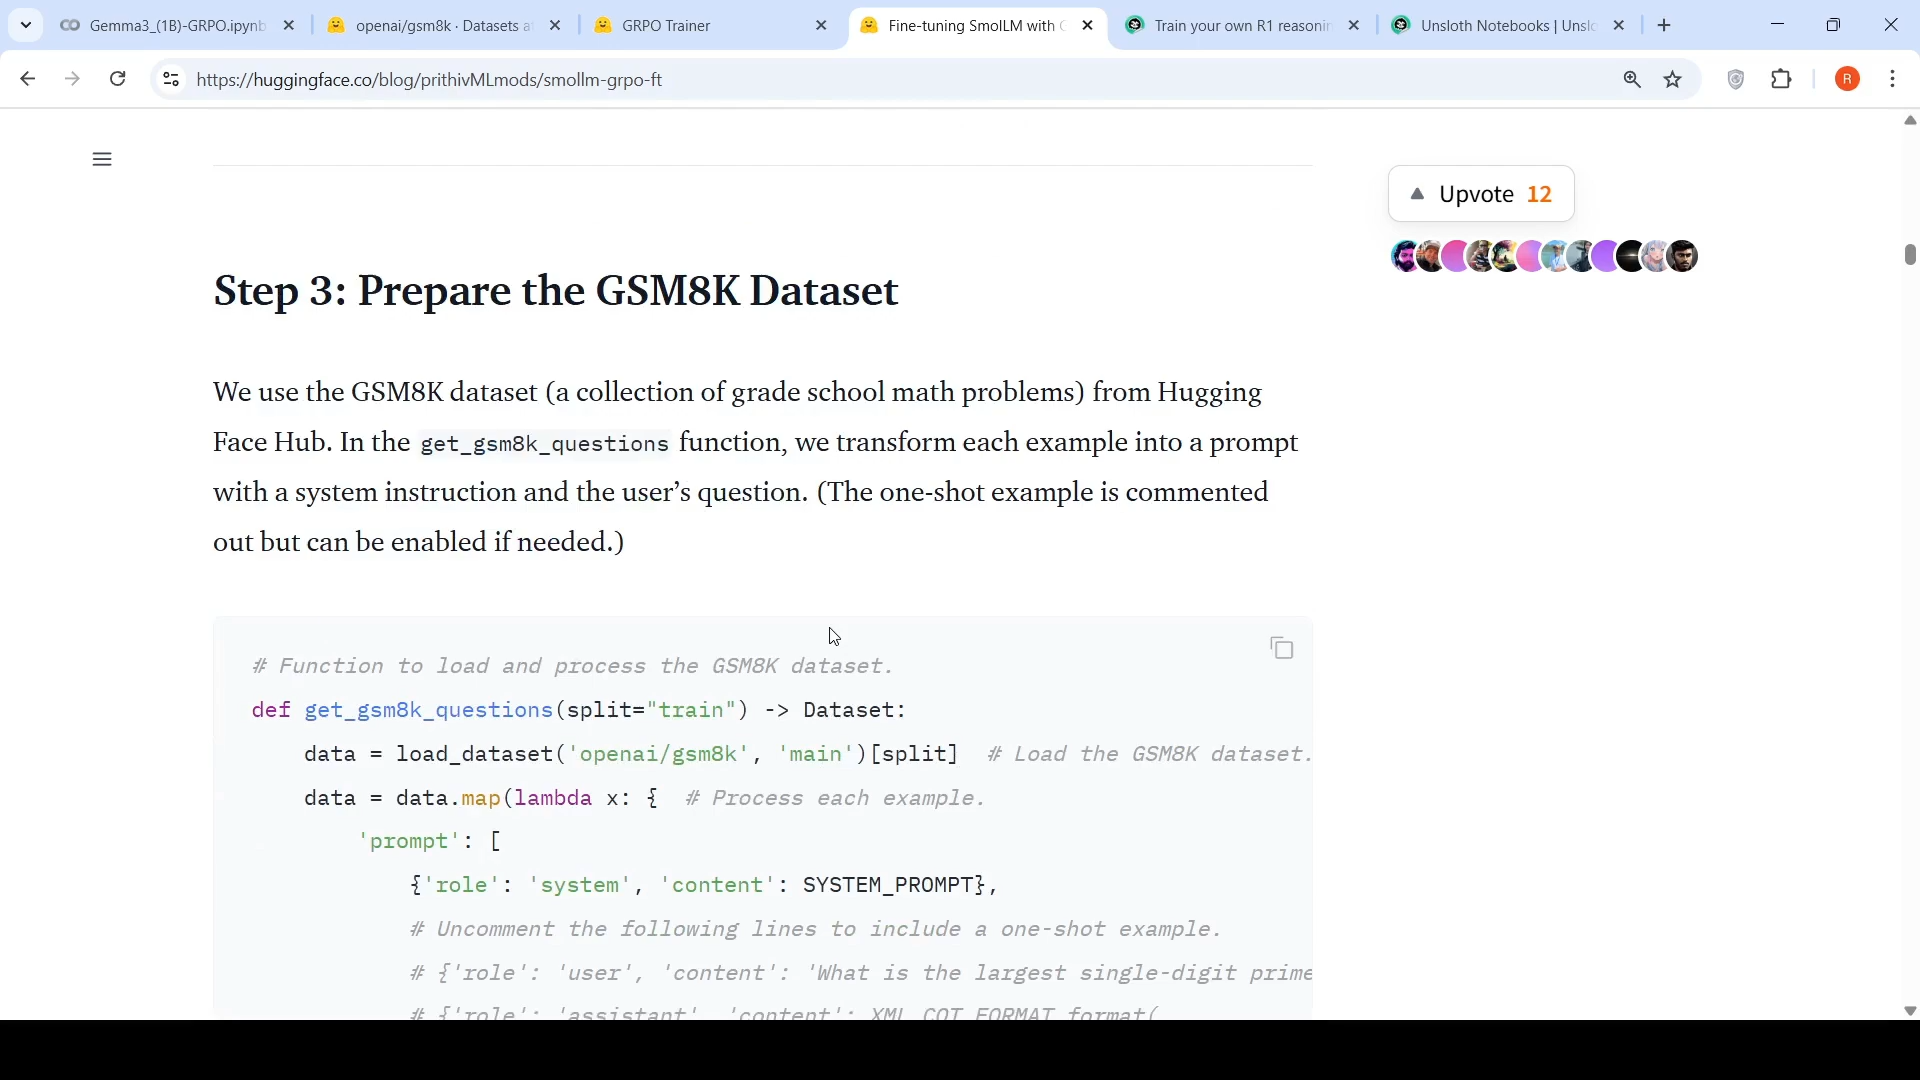 Gemma3_(1B)-GRPO.ipynb
openai/gsm8k · Datasets at
GRPO Trainer
Fine-tuning SmolLM with G
Train your own R1 reasonin
Unsloth Notebooks | Unslo
https://huggingface.co/blog/prithivMLmods/smollm-grpo-ft
R
Upvote 12
Step 3: Prepare the GSM8K Dataset
We use the GSM8K dataset (a collection of grade school math problems) from Hugging
Face Hub. In the get_gsm8k_questions function, we transform each example into a prompt
with a system instruction and the user’s question. (The one-shot example is commented
out but can be enabled if needed.)
# Function to load and process the GSM8K dataset.
def get_gsm8k_questions(split="train") -> Dataset:
data = load_dataset('openai/gsm8k', 'main')[split]  # Load the GSM8K dataset.
data = data.map(lambda x: {  # Process each example.
'prompt': [
{'role': 'system', 'content': SYSTEM_PROMPT},
# Uncomment the following lines to include a one-shot example.
# {'role': 'user', 'content': 'What is the largest single-digit prime
# {'role': 'assistant', 'content': XML_COT_FORMAT.format(